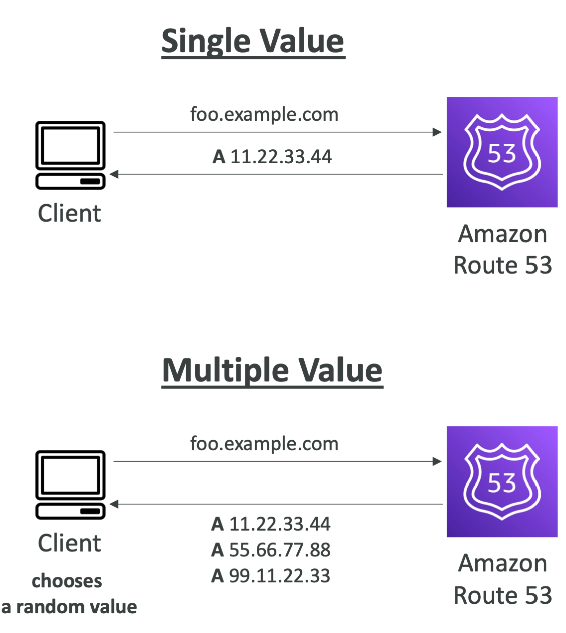 Single Value
foo.example.com
A 11.22.33.44
53
Client
Amazon
Route 53
Multiple Value
foo.example.com
53
A 11.22.33.44
A 55.66.77.88
A 99.11.22.33
Client
chooses
a random value
Amazon
Route 53